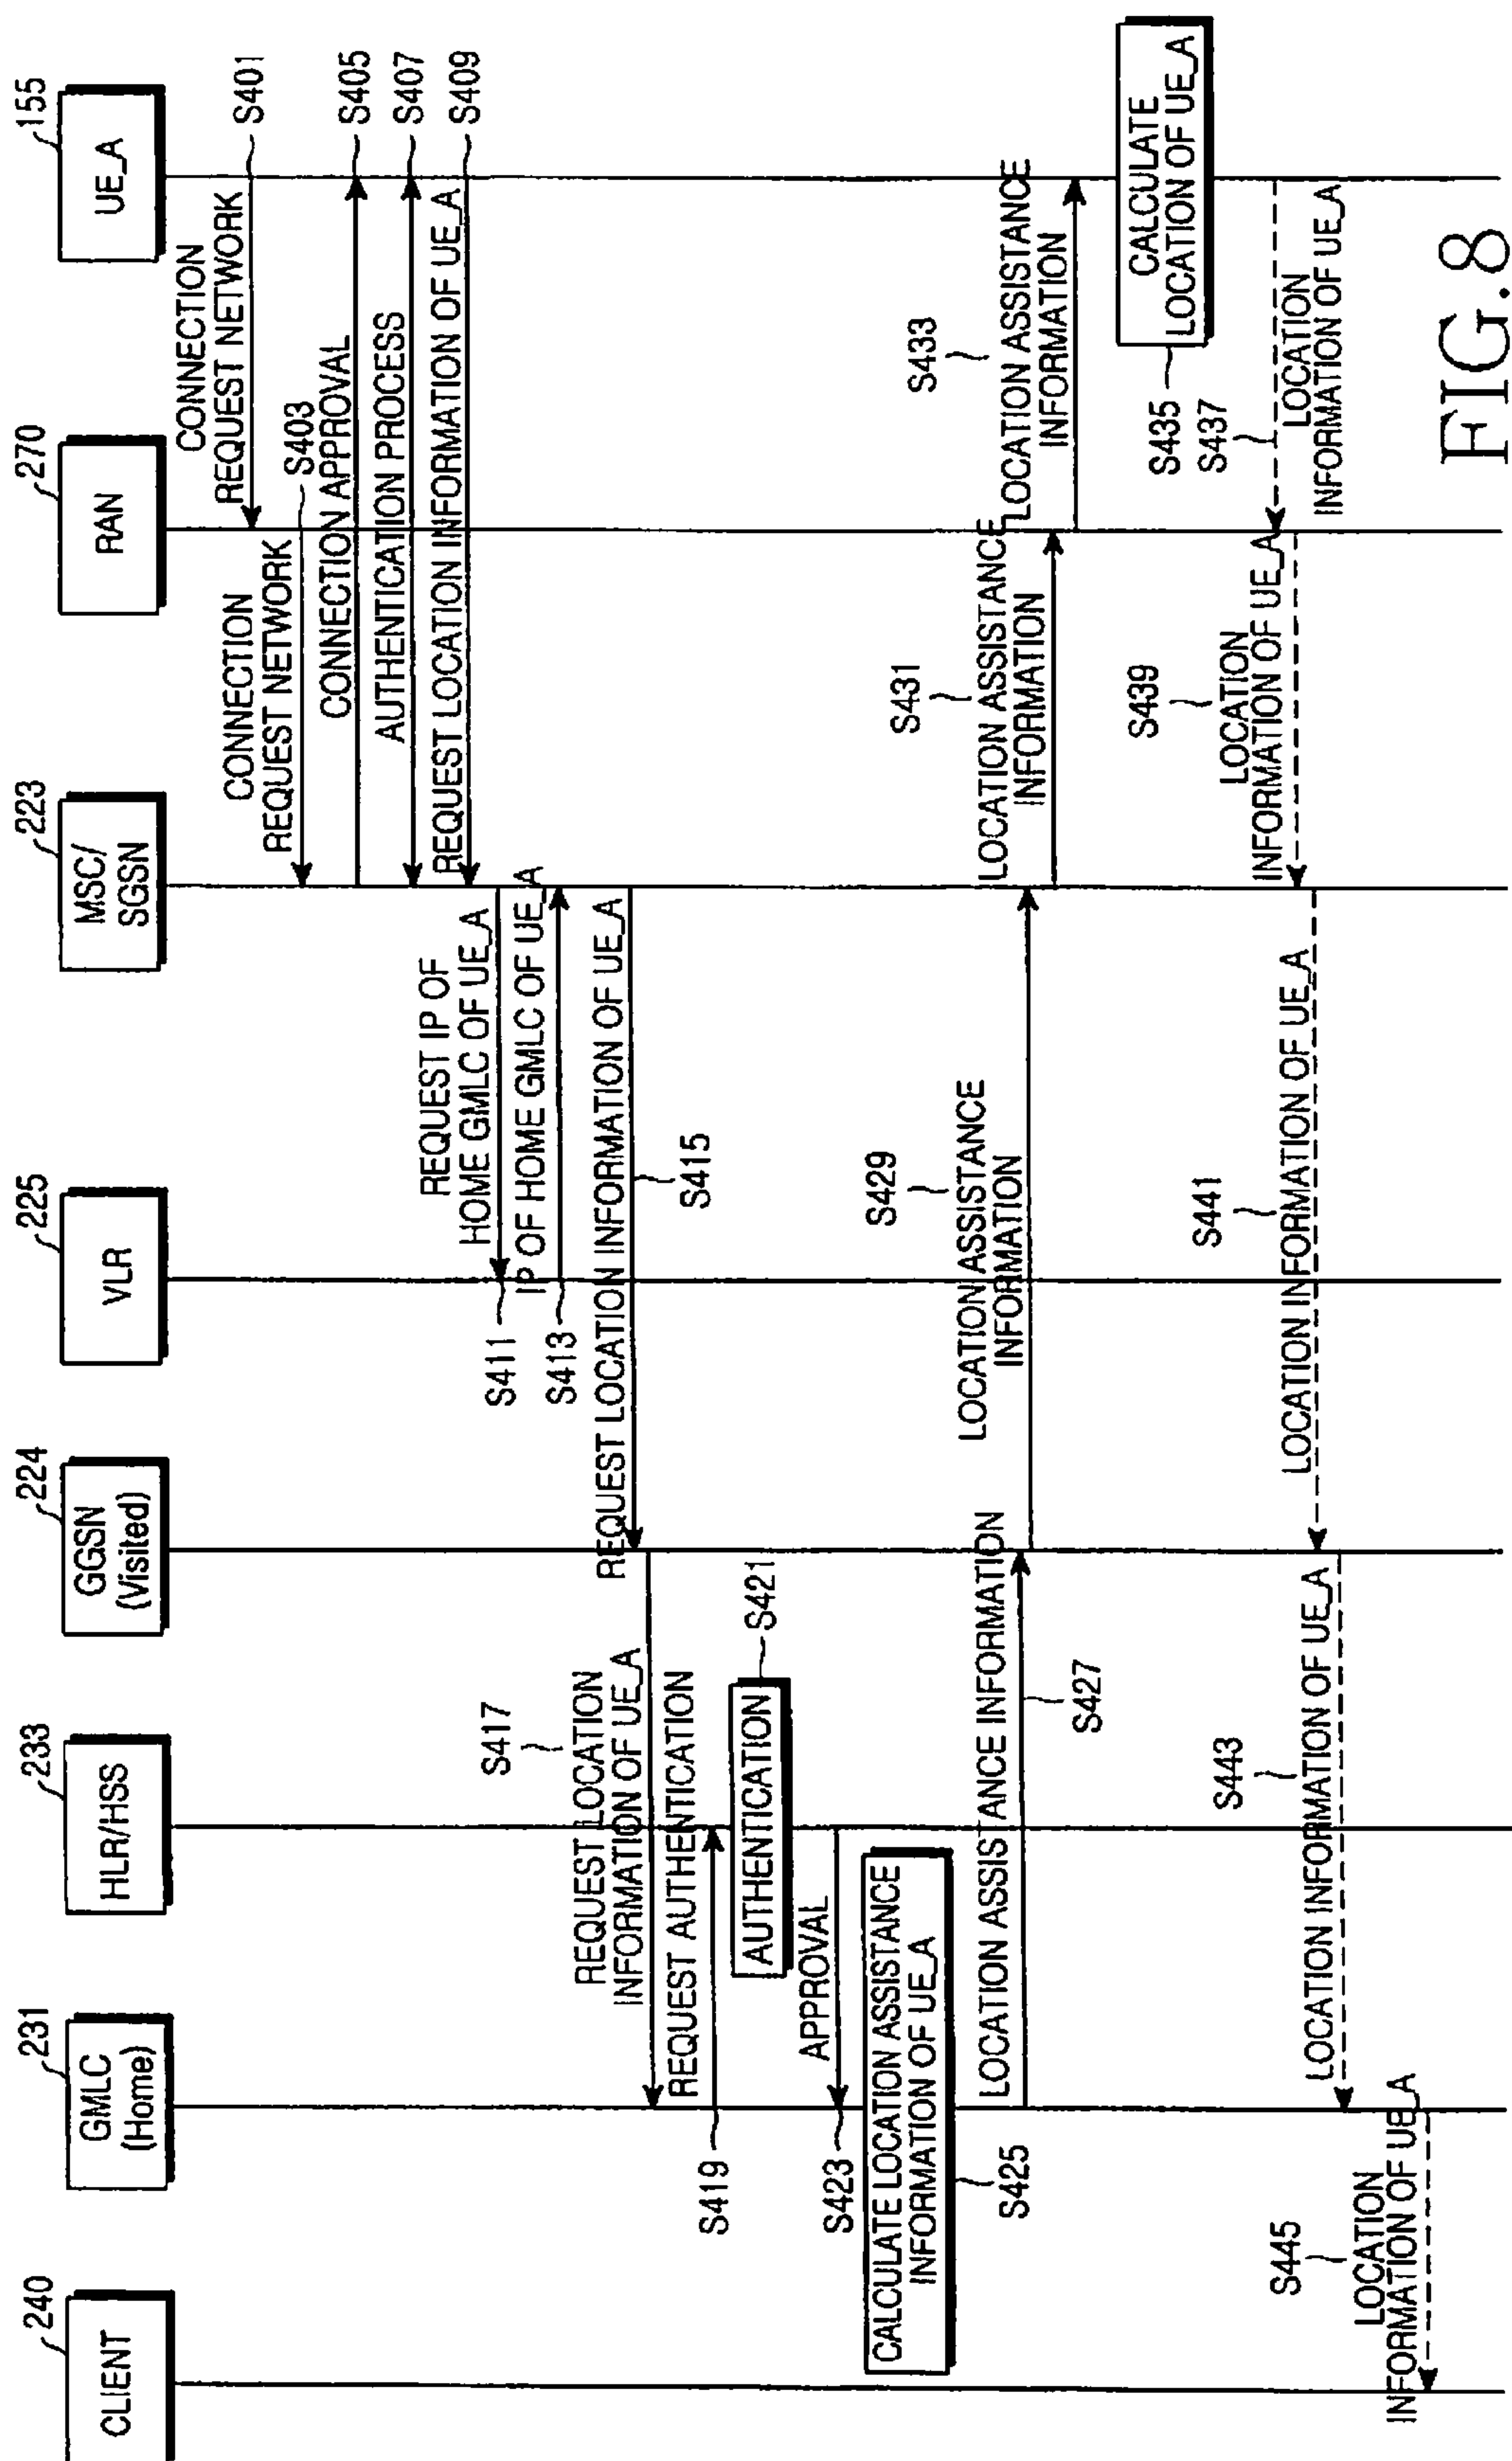 240
CLIENT
231
GMLC
(Home)
233
HLR/HSS
224
GGSN
(Visited)
225
VLR
223
MSC/
SGSN
270
RAN
155
UE_A
CONNECTION
REQUEST NETWORK
S401
CONNECTION
REQUEST NETWORK
S403
CONNECTION APPROVAL
S405
AUTHENTICATION PROCESS
S407
REQUEST LOCATION INFORMATION OF UE_A
S409
REQUEST IP OF
HOME GMLC OF UE_A
S411
IP OF HOME GMLC OF UE_A
S413
REQUEST LOCATION INFORMATION OF UE_A
S415
S417
REQUEST LOCATION
INFORMATION OF UE_A
REQUEST AUTHENTICATION
S419
AUTHENTICATION
S421
APPROVAL
S423
CALCULATE LOCATION ASSISTANCE
INFORMATION OF UE_A
S425
LOCATION ASSISTANCE INFORMATION
S427
S429
LOCATION ASSISTANCE
INFORMATION
S431
LOCATION ASSISTANCE
INFORMATION
S433
LOCATION ASSISTANCE
INFORMATION
CALCULATE
LOCATION OF UE_A
S435
S437
LOCATION
INFORMATION OF UE_A
S439
LOCATION
INFORMATION OF UE_A
S441
LOCATION INFORMATION OF UE_A
S443
LOCATION INFORMATION OF UE_A
S445
LOCATION
INFORMATION OF UE_A
FIG.8